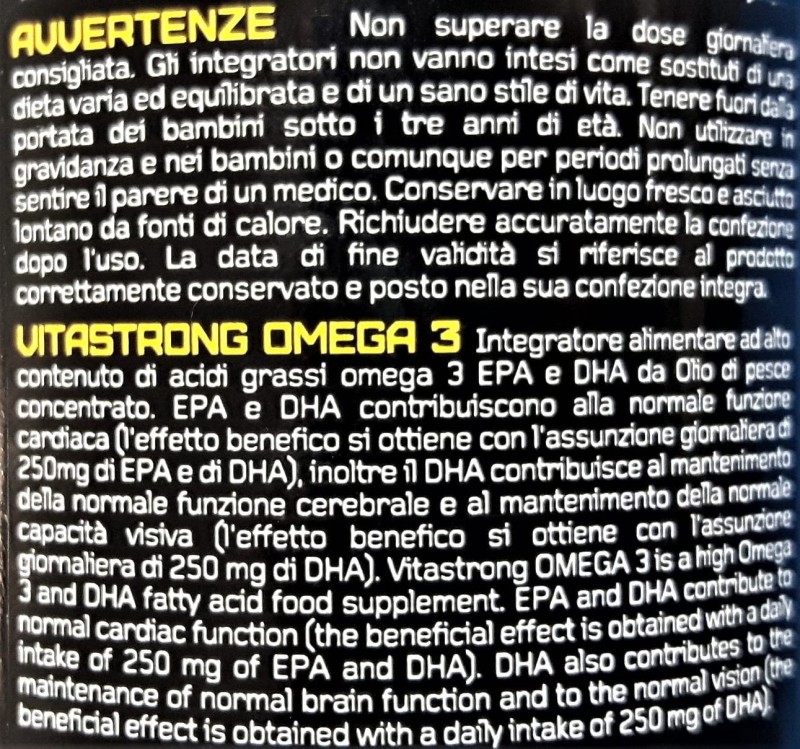 AVVERTENZE Non superare la dose giornaliera
consigliata. Gli integratori non vanno intesi come sostituti di una
dieta varia ed equilibrata e di un sano stile di vita. Tenere fuori dalla
portata dei bambini sotto i tre anni di età. Non utilizzare in
gravidanza e nei bambini o comunque per periodi prolungati senza
sentire il parere di un medico. Conservare in luogo fresco e asciutto
lontano da fonti di calore. Richiudere accuratamente la confezione
dopo l'uso. La data di fine validità si riferisce al prodotto
correttamente conservato e posto nella sua confezione integra.
VITASTRONG OMEGA 3 Integratore alimentare ad alto
contenuto di acidi grassi omega 3 EPA e DHA da Olio di pesce
concentrato. EPA e DHA contribuiscono alla normale funzione
cardiaca (l'effetto benefico si ottiene con l'assunzione giornaliera di
250mg di EPA e di DHA), inoltre il DHA contribuisce al mantenimento
della normale funzione cerebrale e al mantenimento della normale
capacità visiva (l'effetto benefico si ottiene con l'assunzione
giornaliera di 250 mg di DHA). Vitastrong OMEGA 3 is a high Omega
3 and DHA fatty acid food supplement. EPA and DHA contribute to
normal cardiac function (the beneficial effect is obtained with a daily
intake of 250 mg of EPA and DHA). DHA also contributes to the
maintenance of normal brain function and to the normal vision (the
beneficial effect is obtained with a daily intake of 250 mg of DHA).